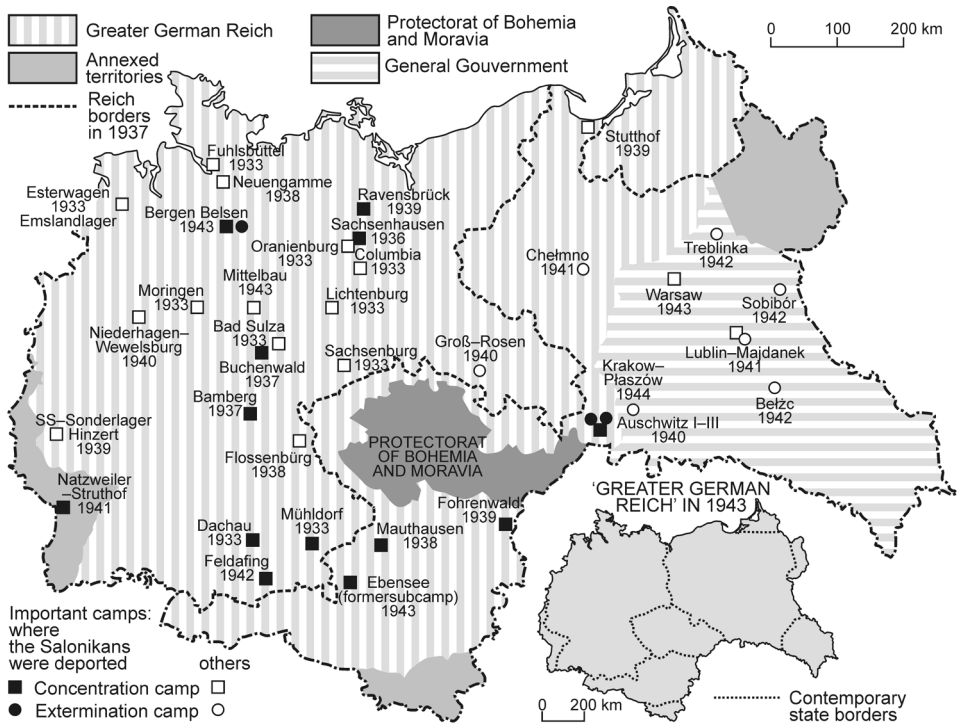 Greater German Reich
Annexed
territories
Reich
borders
in 1937
Protectorat of Bohemia
and Moravia
General Gouvernment
0 100 200 km
Stutthof
1939
Fuhlsbüttel
1933
Neuengamme
1938
Esterwagen
1933
Emslandlager
Bergen Belsen
1943
Ravensbrück
1939
Sachsenhausen
1936
Oranienburg
1933
Columbia
1933
Chełmno
1941
Treblinka
1942
Mittelbau
1943
Moringen
1933
Lichtenburg
1933
Warsaw
1943
Sobibór
1942
Niederhagen–
Wewelsburg
1940
Bad Sulza
1933
Buchenwald
1937
Sachsenburg
1933
Groß–Rosen
1940
Lublin–Majdanek
1941
Krakow–
Płaszów
1944
Bełżc
1942
Bamberg
1937
Auschwitz I–III
1940
SS–Sonderlager
Hinzert
1939
Flossenbürg
1938
PROTECTORAT
OF BOHEMIA
AND MORAVIA
Natzweiler
–Struthof
1941
Fohrenwald
1939
'GREATER GERMAN
REICH' IN 1943
Dachau
1933
Mühldorf
1933
Mauthausen
1938
Feldafing
1942
Ebensee
(formersubcamp)
1943
Important camps:
where
the Salonikans
were deported
others
Concentration camp
Extermination camp
0 200 km
Contemporary
state borders